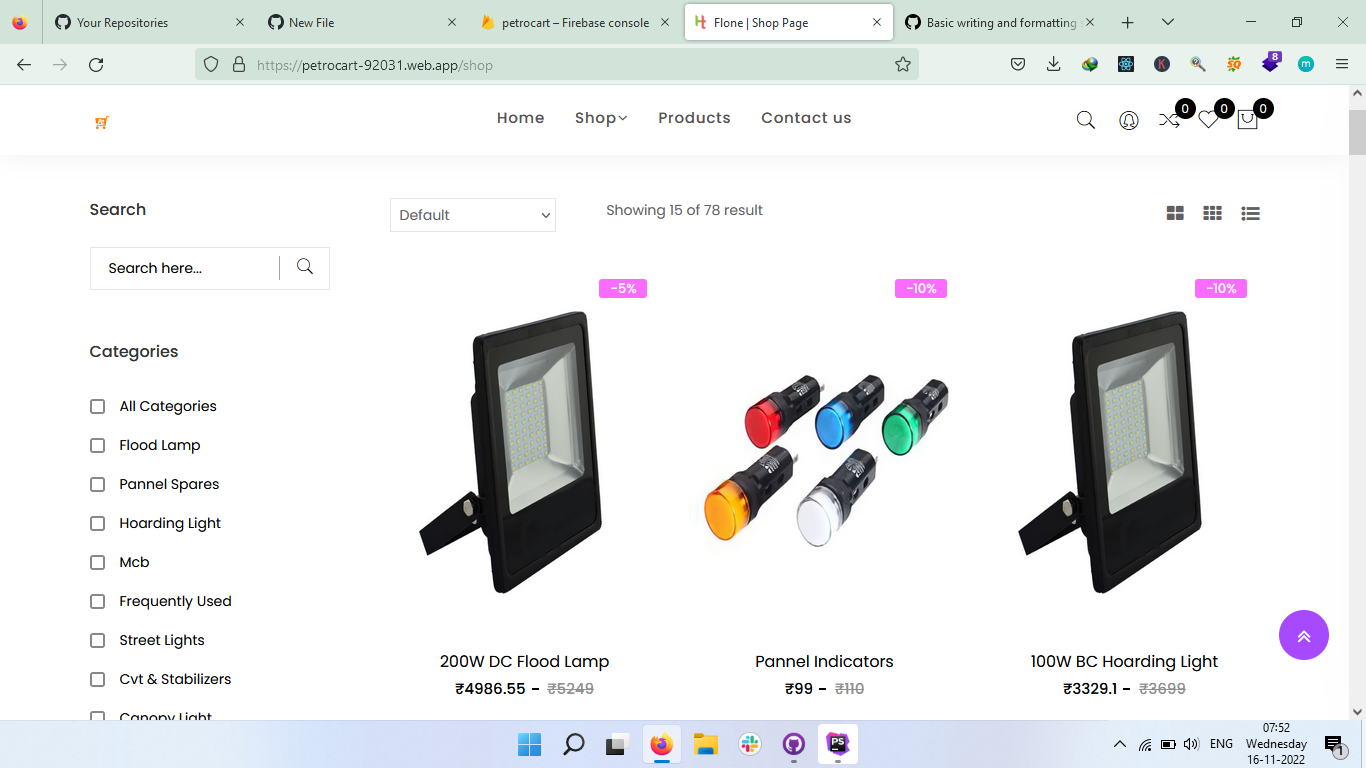 Your Repositories
New File
petrocart – Firebase console
Flone | Shop Page
Basic writing and formatting s
8
m
https://petrocart-92031.web.app/shop
Home
Shop
Products
Contact us
0
0
0
Search
Default
Showing 15 of 78 result
Search here...
-5%
-10%
-10%
Categories
All Categories
Flood Lamp
Pannel Spares
Hoarding Light
Mcb
Frequently Used
Street Lights
Cvt & Stabilizers
Canopy Light
200W DC Flood Lamp
₹4986.55 - ₹5249
Pannel Indicators
₹99 - ₹110
100W BC Hoarding Light
₹3329.1 - ₹3699
PS
ENG
07:52
Wednesday
16-11-2022
1